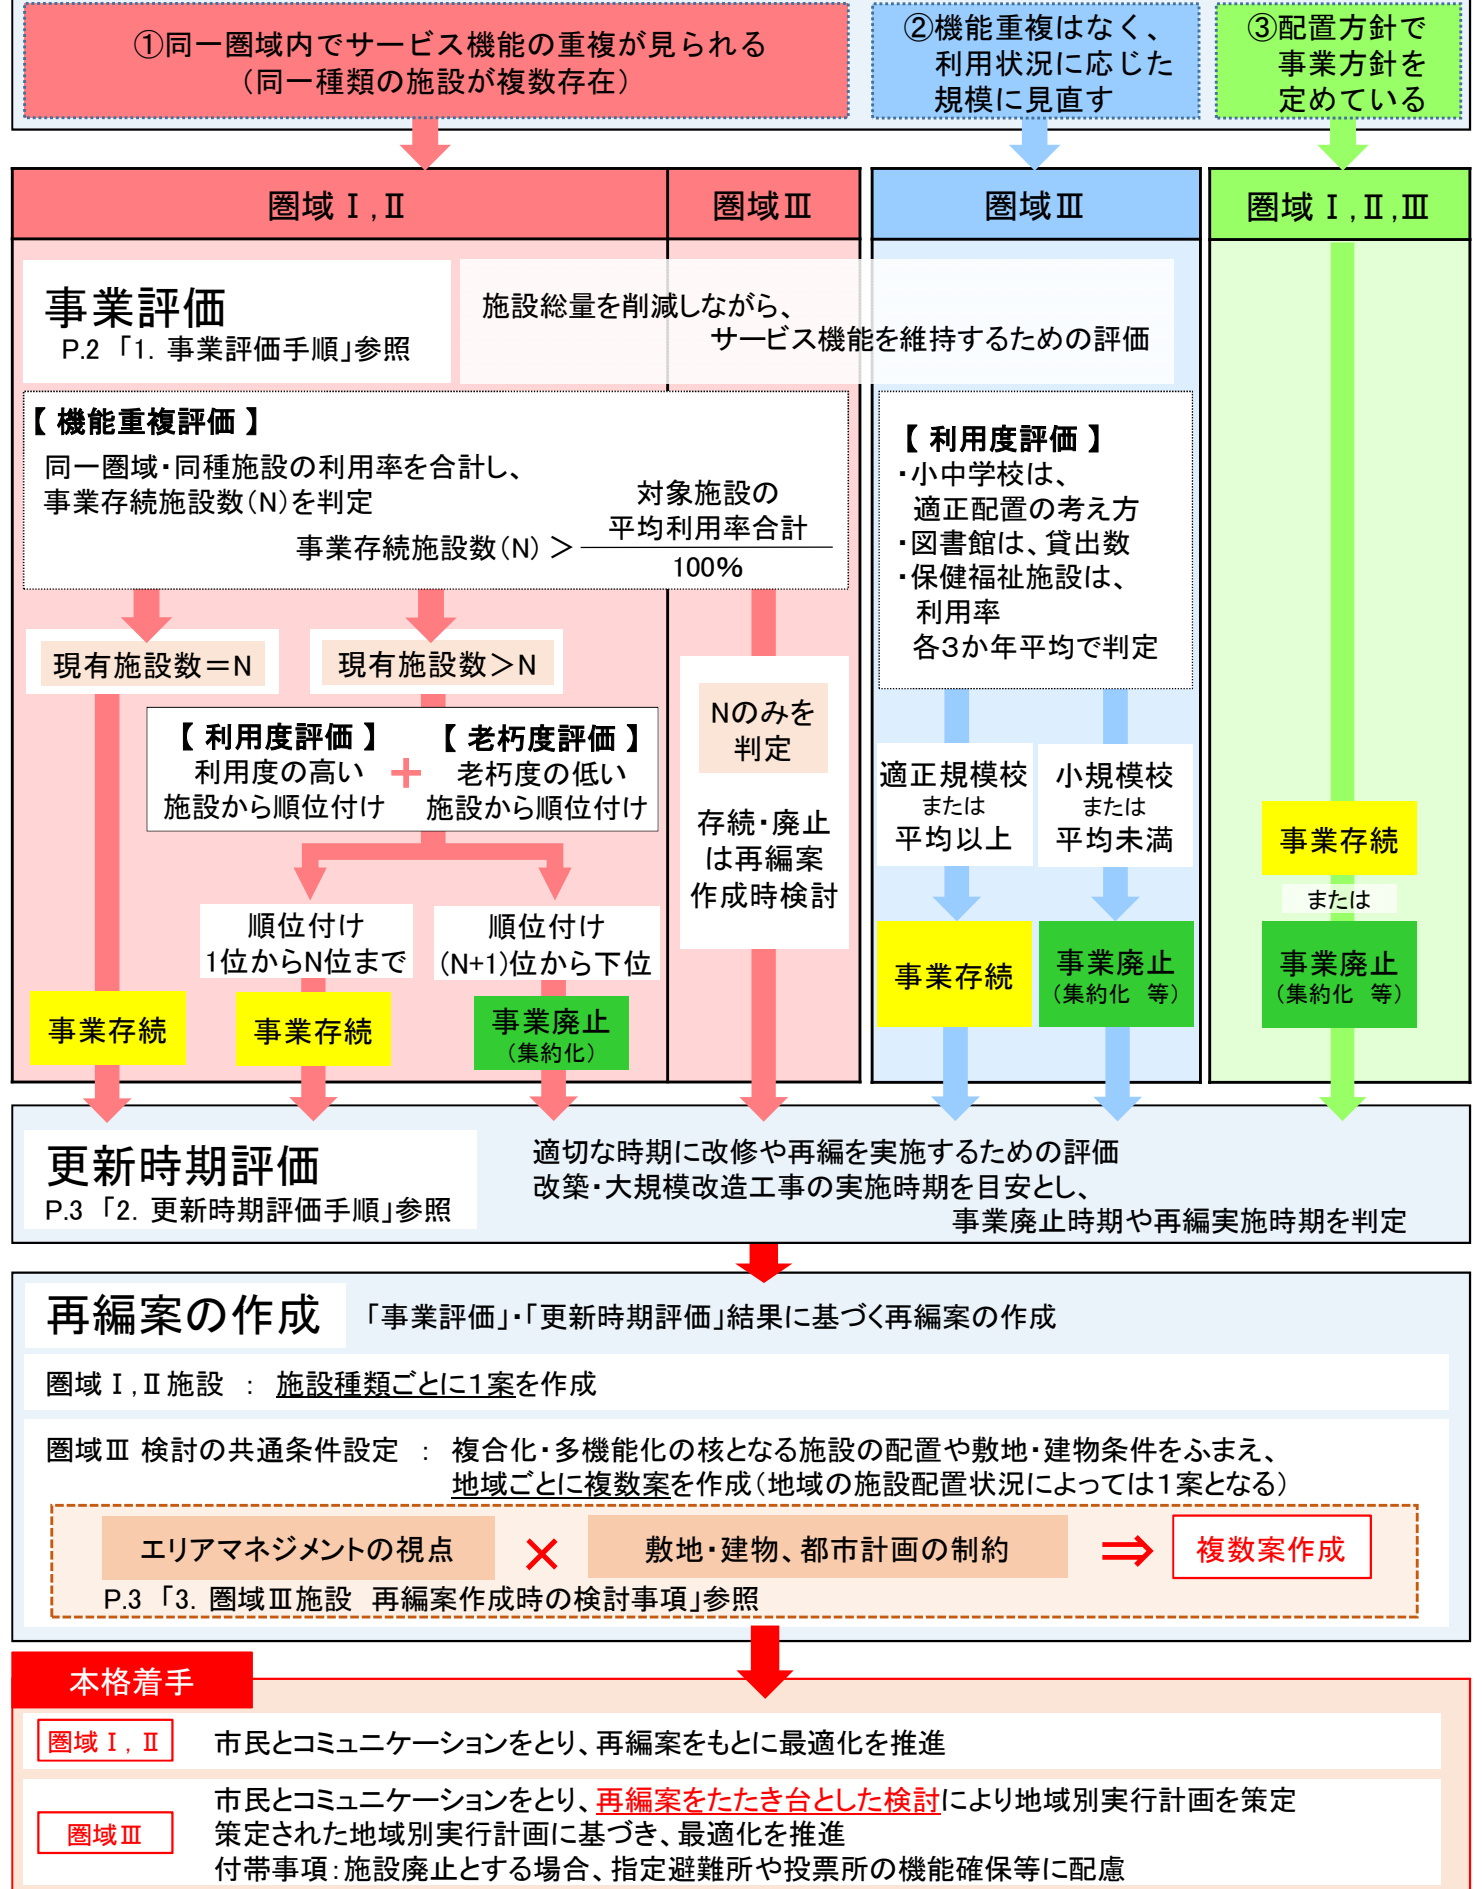 ①同一圏域内でサービス機能の重複が見られる
（同一種類の施設が複数存在）
②機能重複はなく、
利用状況に応じた
規模に見直す
③配置方針で
事業方針を
定めている
圏域Ⅰ,Ⅱ
圏域Ⅲ
圏域Ⅲ
圏域Ⅰ,Ⅱ,Ⅲ
事業評価
P.2 「1. 事業評価手順」参照
施設総量を削減しながら、
サービス機能を維持するための評価
【 機能重複評価 】
同一圏域・同種施設の利用率を合計し、
事業存続施設数(N)を判定
事業存続施設数(N) ＞
対象施設の
平均利用率合計
100%
【 利用度評価 】
・小中学校は、
適正配置の考え方
・図書館は、貸出数
・保健福祉施設は、
利用率
各3か年平均で判定
現有施設数＝N
現有施設数＞N
【 利用度評価 】
利用度の高い
施設から順位付け
＋
【 老朽度評価 】
老朽度の低い
施設から順位付け
Nのみを
判定
存続・廃止
は再編案
作成時検討
適正規模校
または
平均以上
小規模校
または
平均未満
順位付け
1位からN位まで
順位付け
(N+1)位から下位
事業存続
事業存続
事業廃止
（集約化）
事業存続
事業廃止
（集約化　等）
事業存続
または
事業廃止
（集約化　等）
更新時期評価
P.3 「2. 更新時期評価手順」参照
適切な時期に改修や再編を実施するための評価
改築・大規模改造工事の実施時期を目安とし、
事業廃止時期や再編実施時期を判定
再編案の作成
「事業評価」・「更新時期評価」結果に基づく再編案の作成
圏域Ⅰ,Ⅱ施設 ： 施設種類ごとに1案を作成
圏域Ⅲ 検討の共通条件設定 ： 複合化・多機能化の核となる施設の配置や敷地・建物条件をふまえ、
地域ごとに複数案を作成（地域の施設配置状況によっては1案となる）
エリアマネジメントの視点
×
敷地・建物、都市計画の制約
⇒
複数案作成
P.3 「3. 圏域Ⅲ施設 再編案作成時の検討事項」参照
本格着手
圏域Ⅰ, Ⅱ
市民とコミュニケーションをとり、再編案をもとに最適化を推進
圏域Ⅲ
市民とコミュニケーションをとり、再編案をたたき台とした検討により地域別実行計画を策定
策定された地域別実行計画に基づき、最適化を推進
付帯事項：施設廃止とする場合、指定避難所や投票所の機能確保等に配慮